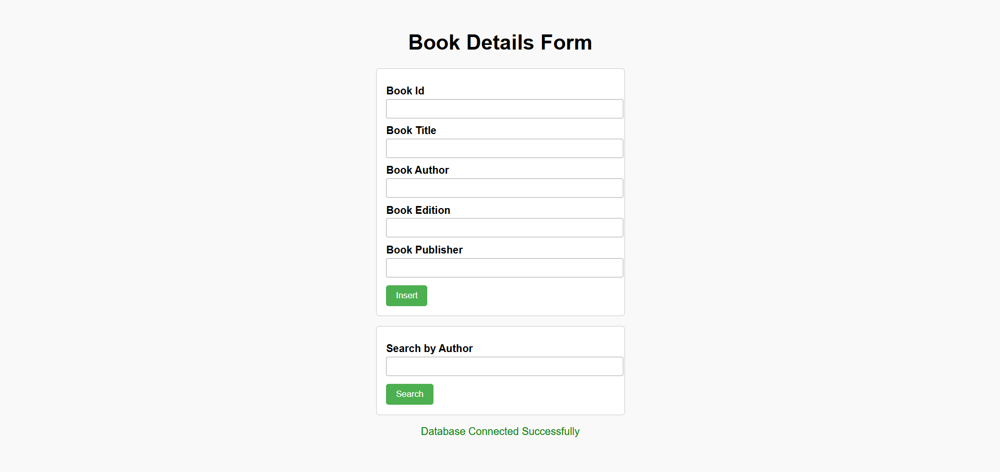 Book Details Form
Book Id
Book Title
Book Author
Book Edition
Book Publisher
Insert
Search by Author
Search
Database Connected Successfully